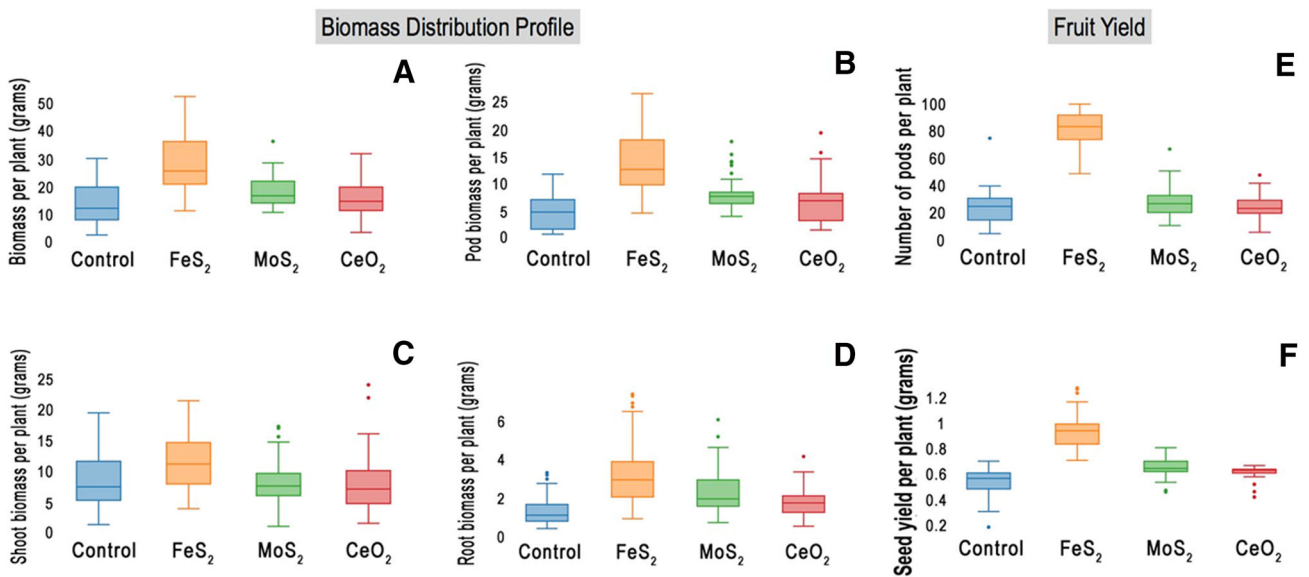 Biomass Distribution Profile
Fruit Yield
A
Biomass per plant (grams)
50
40
30
20
10
0
Control FeS₂ MoS₂ CeO₂
B
Pod biomass per plant (grams)
25
20
15
10
5
0
Control FeS₂ MoS₂ CeO₂
E
Number of pods per plant
100
80
60
40
20
0
Control FeS₂ MoS₂ CeO₂
C
Shoot biomass per plant (grams)
25
20
15
10
5
0
Control FeS₂ MoS₂ CeO₂
D
Root biomass per plant (grams)
6
4
2
0
Control FeS₂ MoS₂ CeO₂
F
Seed yield per plant (grams)
1.2
1
0.8
0.6
0.4
0.2
Control FeS₂ MoS₂ CeO₂